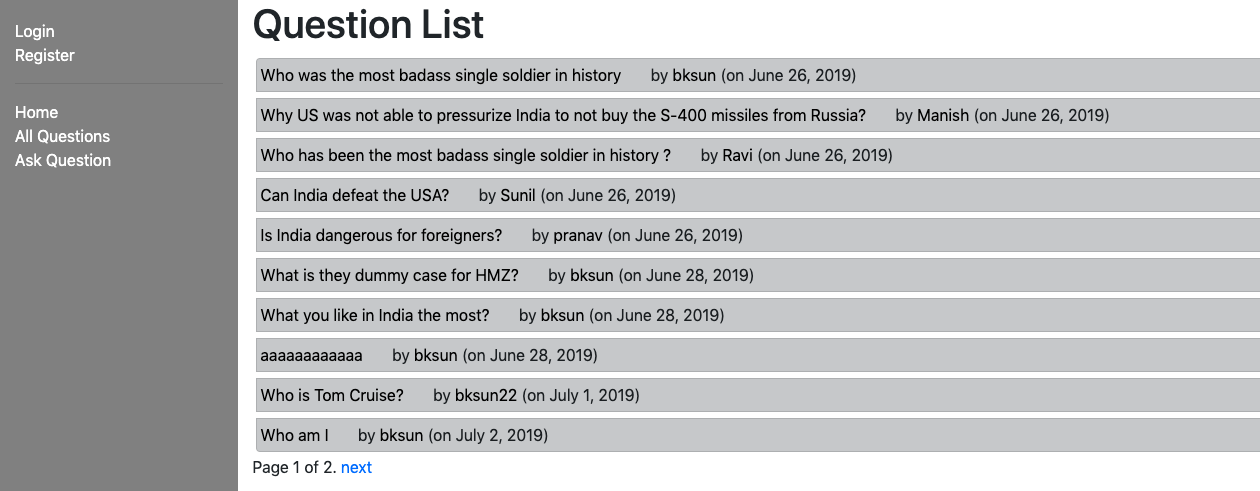 Login
Register
Home
All Questions
Ask Question
Question List
Who was the most badass single soldier in history by bksun (on June 26, 2019)
Why US was not able to pressurize India to not buy the S-400 missiles from Russia? by Manish (on June 26, 2019)
Who has been the most badass single soldier in history ? by Ravi (on June 26, 2019)
Can India defeat the USA? by Sunil (on June 26, 2019)
Is India dangerous for foreigners? by pranav (on June 26, 2019)
What is they dummy case for HMZ? by bksun (on June 28, 2019)
What you like in India the most? by bksun (on June 28, 2019)
aaaaaaaaaaaa by bksun (on June 28, 2019)
Who is Tom Cruise? by bksun22 (on July 1, 2019)
Who am I by bksun (on July 2, 2019)
Page 1 of 2. next